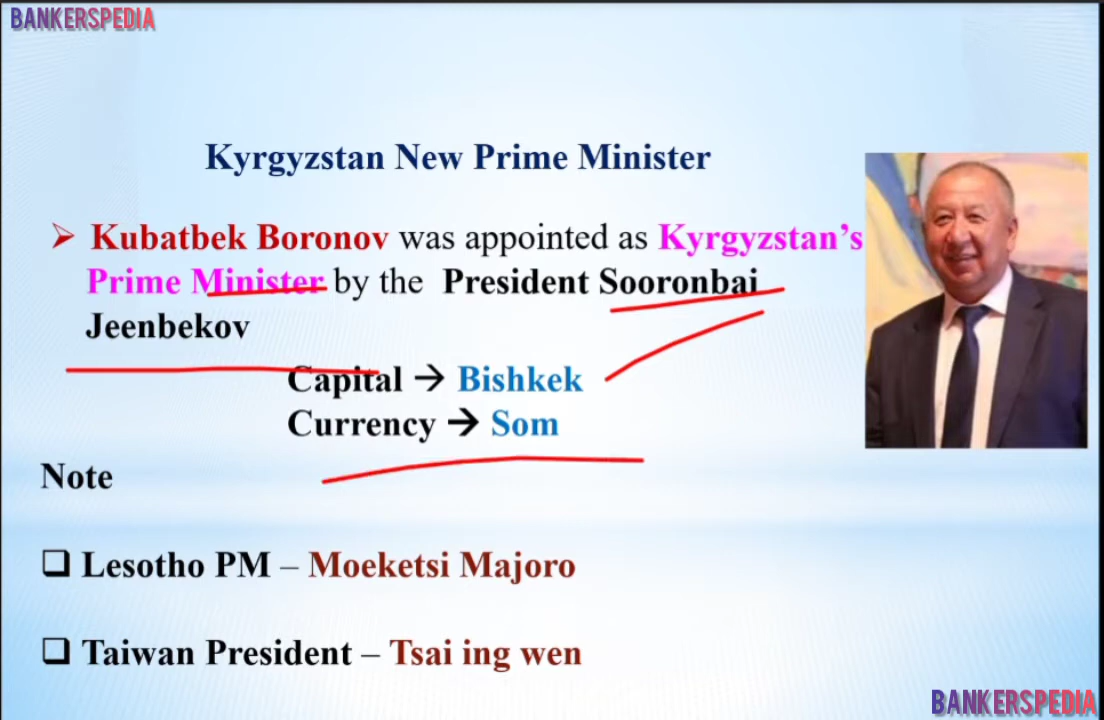 BANKERSPEDIA
Kyrgyzstan New Prime Minister
➢ Kubatbek Boronov was appointed as Kyrgyzstan’s
Prime Minister by the President Sooronbai
Jeenbekov
Capital → Bishkek
Currency → Som
Note
❑ Lesotho PM – Moeketsi Majoro
❑ Taiwan President – Tsai ing wen
BANKERSPEDIA